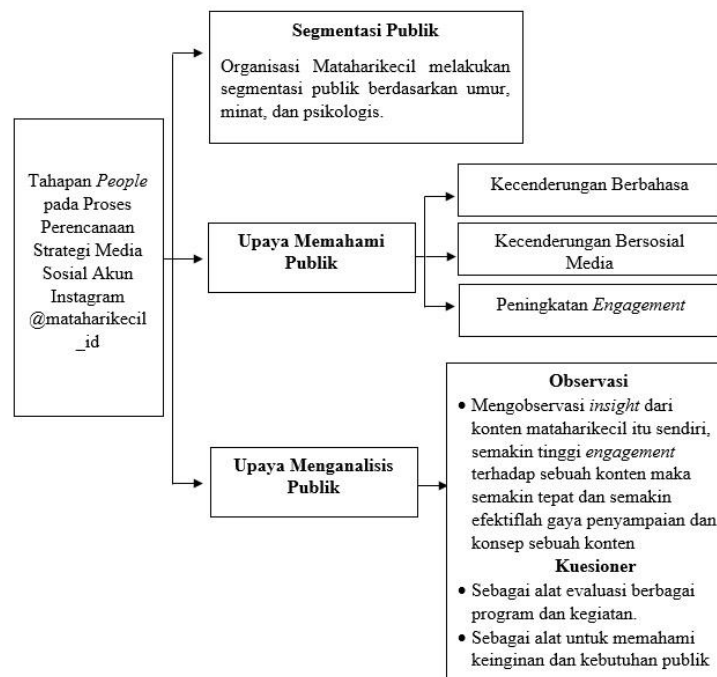 Segmentasi Publik
Organisasi Mataharikecil melakukan
segmentasi publik berdasarkan umur,
minat, dan psikologis.
Tahapan People
pada Proses
Perencanaan
Strategi Media
Sosial Akun
Instagram
@mataharikecil
_id
Upaya Memahami
Publik
Kecenderungan Berbahasa
Kecenderungan Bersosial
Media
Peningkatan Engagement
Upaya Menganalisis
Publik
Observasi
• Mengobservasi insight dari
konten mataharikecil itu sendiri,
semakin tinggi engagement
terhadap sebuah konten maka
semakin tepat dan semakin
efektiflah gaya penyampaian dan
konsep sebuah konten
Kuesioner
• Sebagai alat evaluasi berbagai
program dan kegiatan.
• Sebagai alat untuk memahami
keinginan dan kebutuhan publik